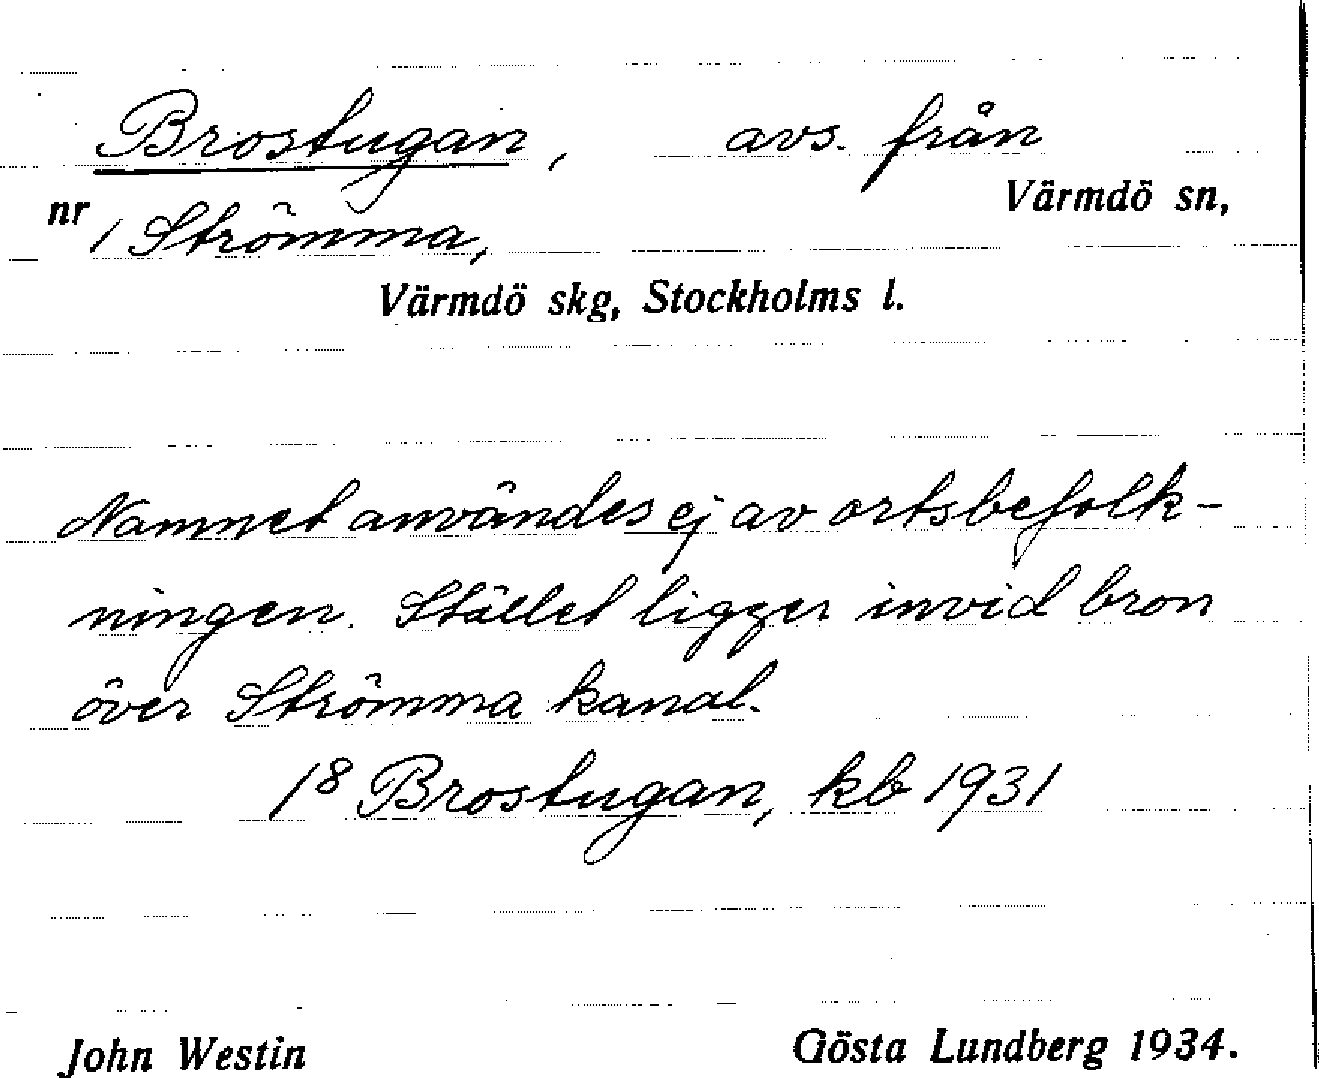 Brostugan, avs. från
Värmdö sn,
nr 1 Strömma,
Värmdö skg, Stockholms l.
Namnet användes ej av ortsbefolk-
ningen. Stället ligger invid bron
över Strömma kanal.
1⁸ Brostugan, kb 1931
John Westin Gösta Lundberg 1934.